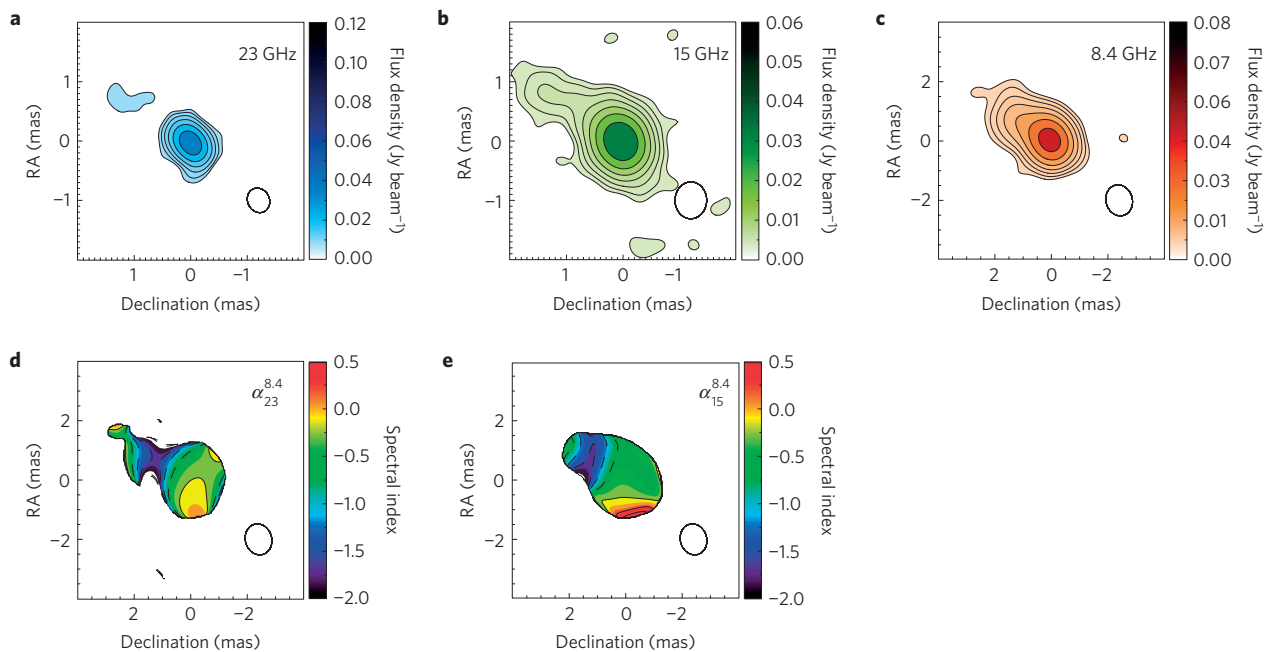 a
23 GHz
RA (mas)
1
0
−1
1 0 −1
Declination (mas)
0.12
0.10
0.08
0.06
0.04
0.02
0.00
Flux density (Jy beam⁻¹)
b
15 GHz
RA (mas)
1
0
−1
1 0 −1
Declination (mas)
0.06
0.05
0.04
0.03
0.02
0.01
0.00
Flux density (Jy beam⁻¹)
c
8.4 GHz
RA (mas)
2
0
−2
2 0 −2
Declination (mas)
0.08
0.07
0.06
0.04
0.03
0.01
0.00
Flux density (Jy beam⁻¹)
d
α 8.4 23
RA (mas)
2
0
−2
2 0 −2
Declination (mas)
0.5
0.0
−0.5
−1.0
−1.5
−2.0
Spectral index
e
α 8.4 15
RA (mas)
2
0
−2
2 0 −2
Declination (mas)
0.5
0.0
−0.5
−1.0
−1.5
−2.0
Spectral index